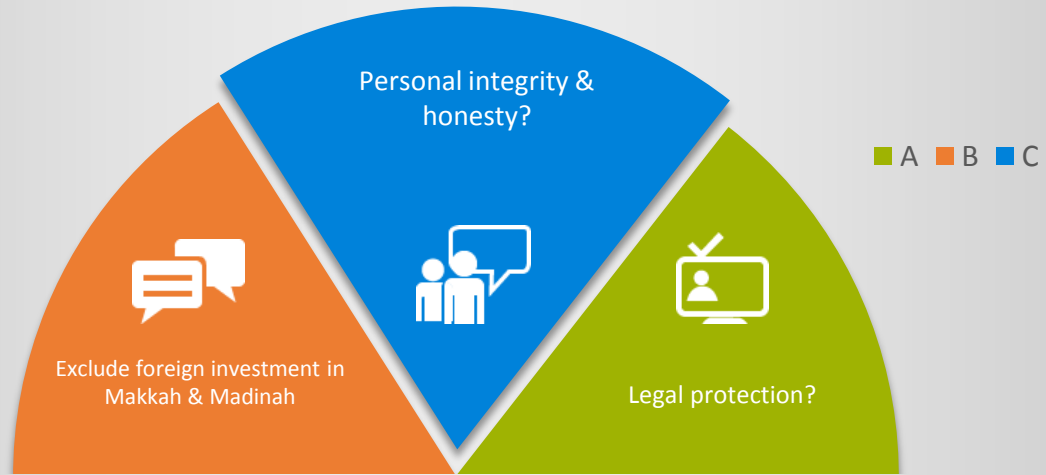 Personal integrity &
honesty?
A B C
Exclude foreign investment in
Makkah & Madinah
Legal protection?